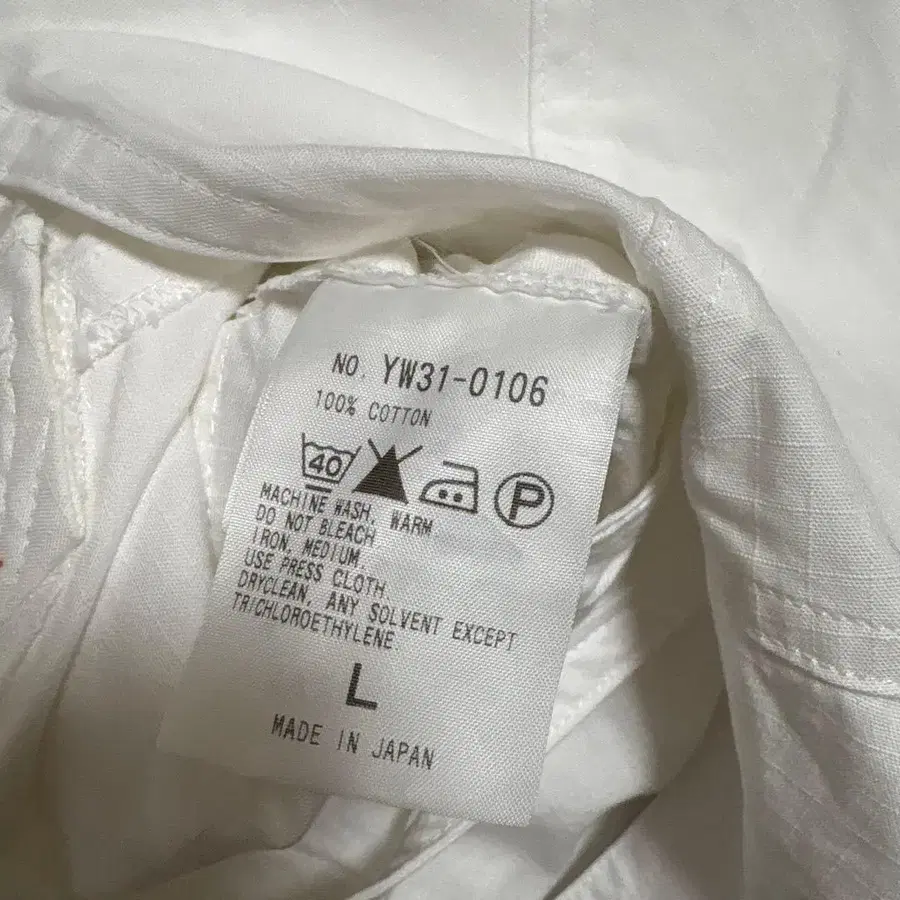 NO. YW31-0106
100% COTTON
40 P
MACHINE WASH, WARM
DO NOT BLEACH
IRON, MEDIUM
USE PRESS CLOTH
DRYCLEAN, ANY SOLVENT EXCEPT
TRICHLOROETHYLENE.
L
MADE IN JAPAN